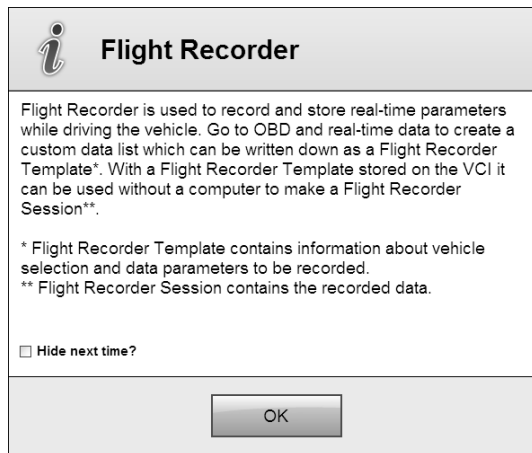 Flight Recorder
Flight Recorder is used to record and store real-time parameters
while driving the vehicle. Go to OBD and real-time data to create a
custom data list which can be written down as a Flight Recorder
Template*. With a Flight Recorder Template stored on the VCI it
can be used without a computer to make a Flight Recorder
Session**.
* Flight Recorder Template contains information about vehicle
selection and data parameters to be recorded.
** Flight Recorder Session contains the recorded data.
Hide next time?
OK